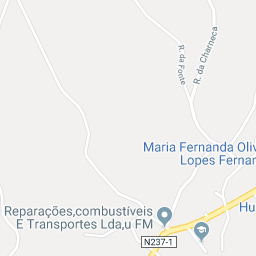 R. da Fonte
R. da Charneca
Maria Fernanda Oliv
Lopes Fernan
Hu
Reparações,combustíveis
E Transportes Lda,u FM
N237-1